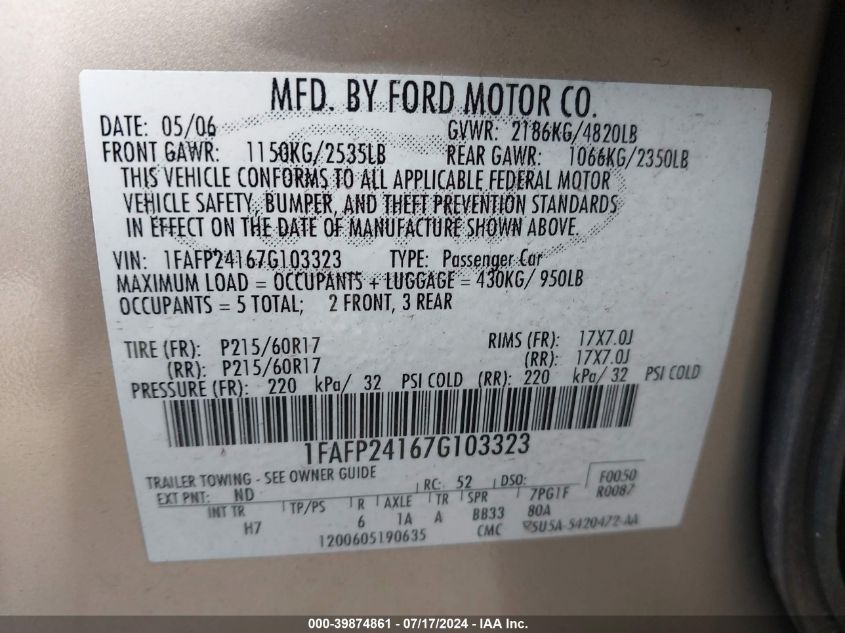 MFD. BY FORD MOTOR CO.
DATE: 05/06 GVWR: 2186KG/4820LB
FRONT GAWR: 1150KG/2535LB REAR GAWR: 1066KG/2350LB
THIS VEHICLE CONFORMS TO ALL APPLICABLE FEDERAL MOTOR
VEHICLE SAFETY, BUMPER, AND THEFT PREVENTION STANDARDS
IN EFFECT ON THE DATE OF MANUFACTURE SHOWN ABOVE.
VIN: 1FAFP24167G103323 TYPE: Passenger Car
MAXIMUM LOAD = OCCUPANTS + LUGGAGE = 430KG/ 950LB
OCCUPANTS = 5 TOTAL; 2 FRONT, 3 REAR
TIRE (FR): P215/60R17 RIMS (FR): 17X7.0J
(RR): P215/60R17 (RR): 17X7.0J
PRESSURE (FR): 220 kPa/ 32 PSI COLD (RR): 220 kPa/ 32 PSI COLD
1FAFP24167G103323
TRAILER TOWING - SEE OWNER GUIDE
EXT PNT: ND RC: 52 DSO: F0050
INT TR TP/PS R AXLE TR SPR 7PG1F R0087
H7 6 1A A BB33 80A
1200605190635 CMC 5U5A-5420472-AA
000-39874861 - 07/17/2024 - IAA Inc.